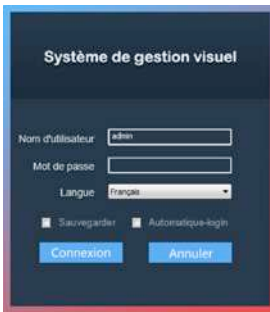 Système de gestion visuel
Nom d'utilisateur admin
Mot de passe
Langue Français
Sauvegarder Automatique-login
Connexion Annuler